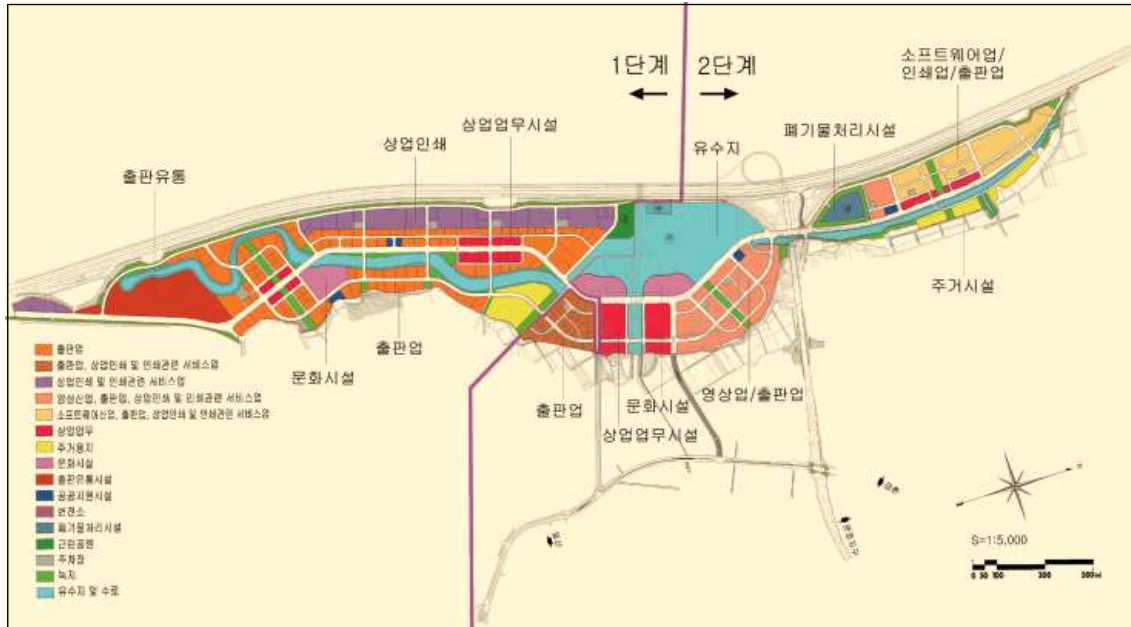 1단계
2단계
소프트웨어업/
인쇄업/출판업
상업업무시설
폐기물처리시설
상업인쇄
유수지
출판유통
주거시설
출판업
문화시설
영상업/출판업
출판업
문화시설
상업업무시설
출판업
출판업, 상업인쇄 및 인쇄관련 서비스업
상업인쇄 및 인쇄관련 서비스업
영상산업, 출판업, 상업인쇄 및 인쇄관련 서비스업
소프트웨어산업, 출판업, 상업인쇄 및 인쇄관련 서비스업
상업업무
주거용지
문화시설
출판유통시설
공공지원시설
변전소
폐기물처리시설
근린공원
주차장
녹지
유수지 및 수로
S=1:5,000
0 50 100 300 500M